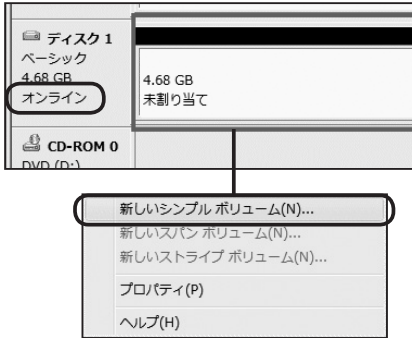 ディスク 1
ベーシック
4.68 GB
オンライン
4.68 GB
未割り当て
CD-ROM 0
DVD (D:)
新しいシンプル ボリューム(N)...
新しいスパン ボリューム(N)...
新しいストライプ ボリューム(N)...
プロパティ(P)
ヘルプ(H)